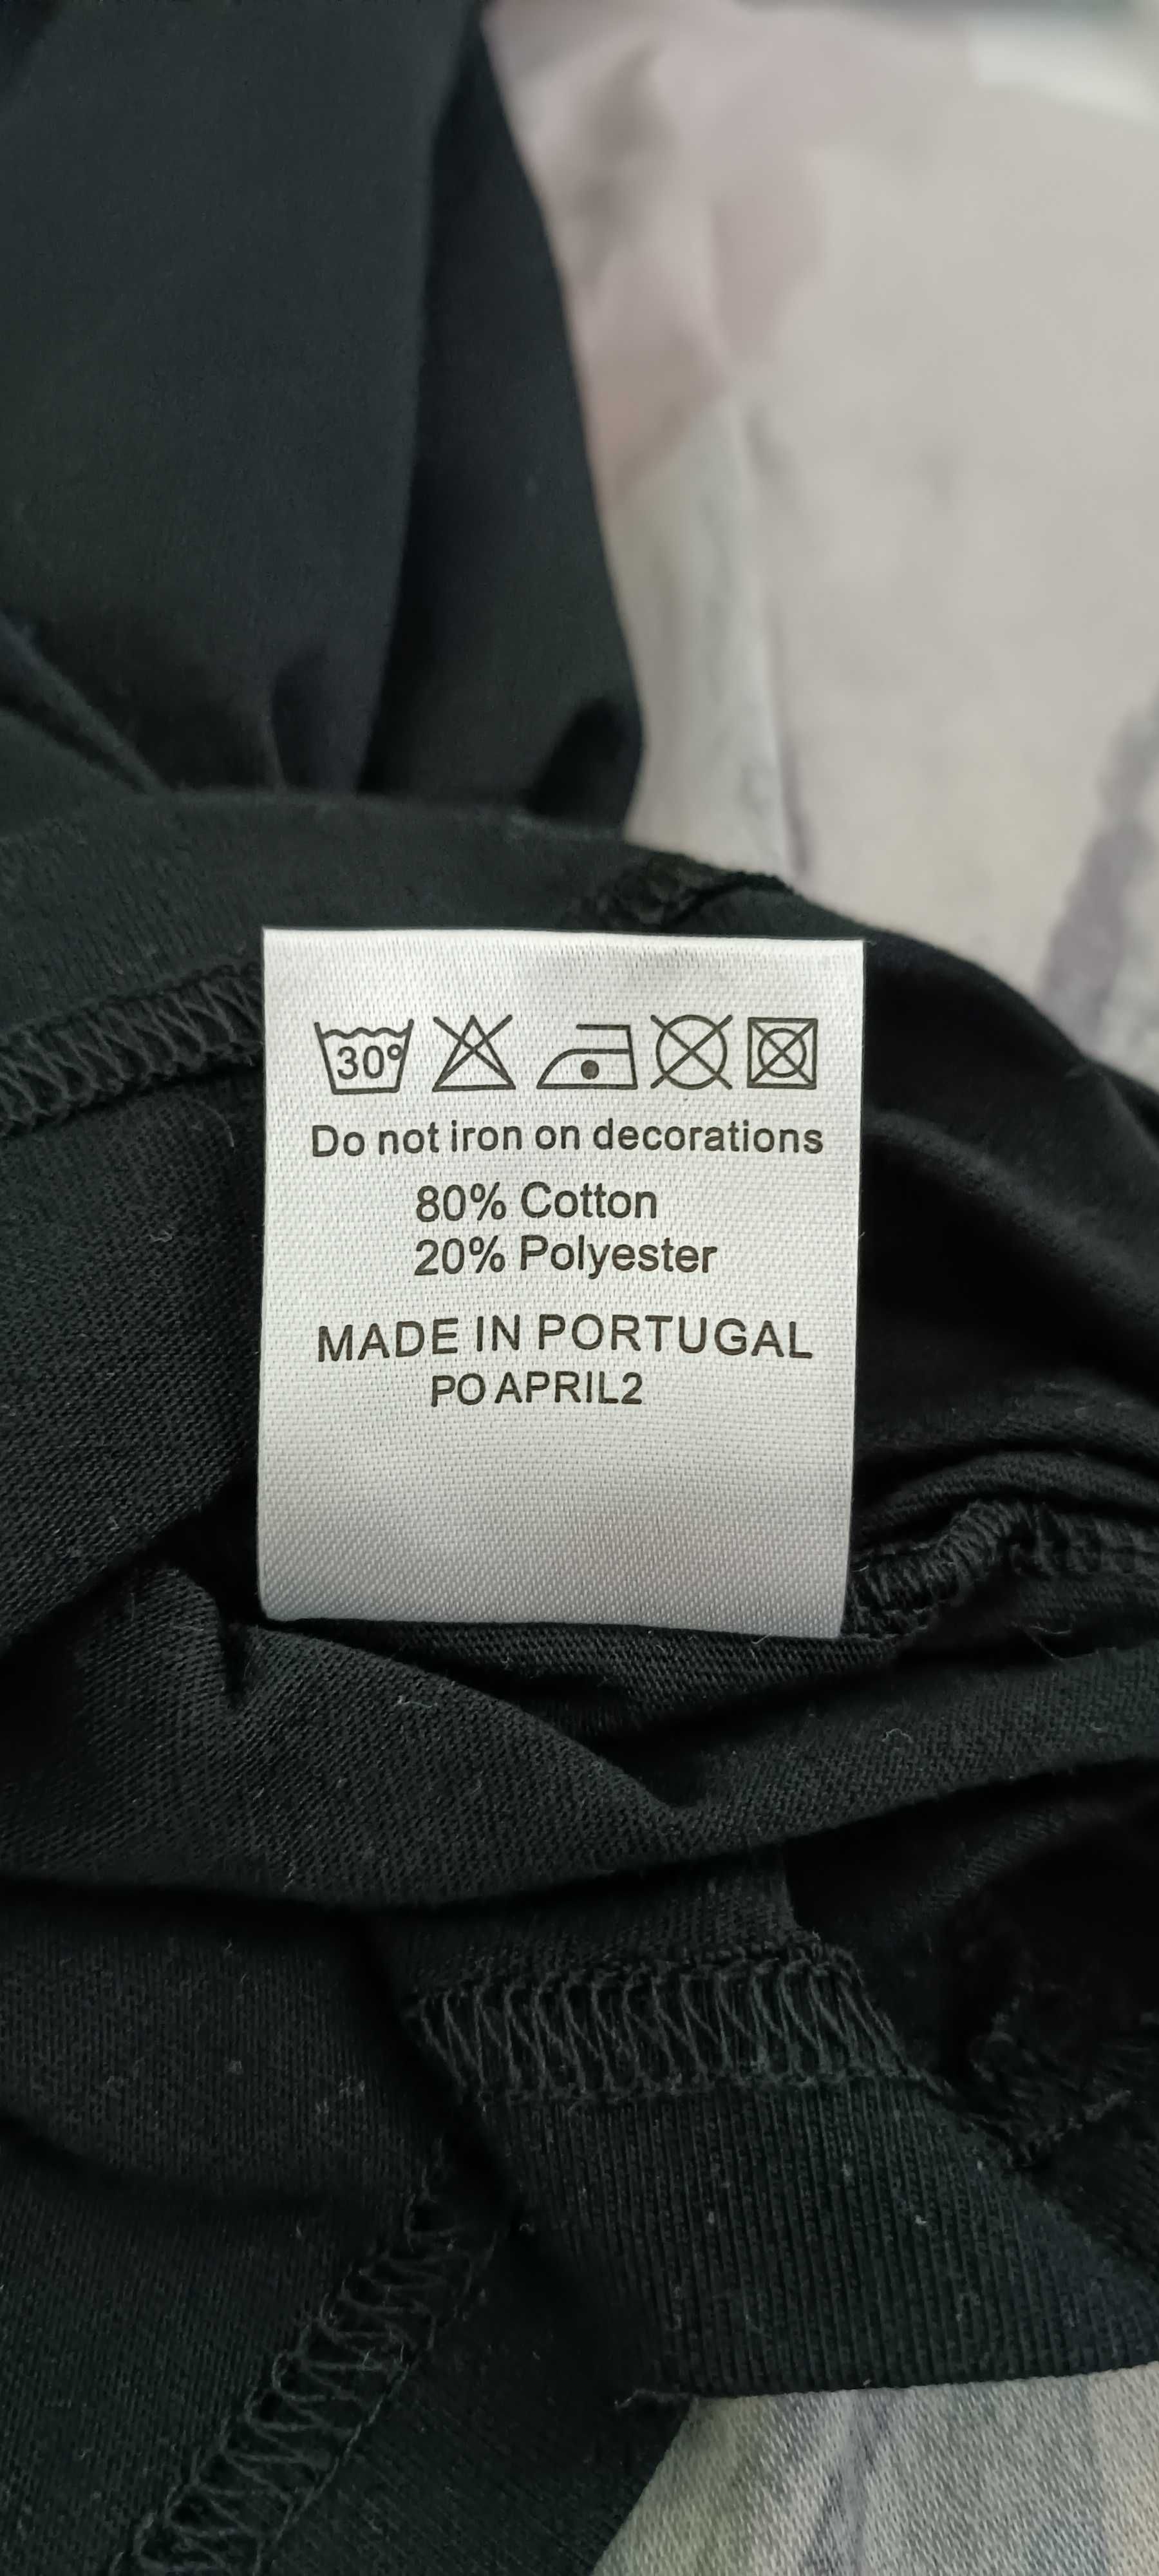 30°
Do not iron on decorations
80% Cotton
20% Polyester
MADE IN PORTUGAL
PO APRIL2